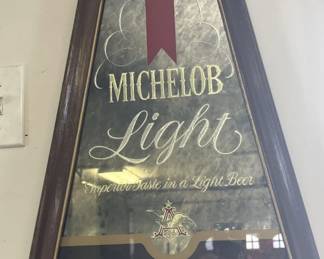 MICHELOB
Light
Superior Taste in a Light Beer